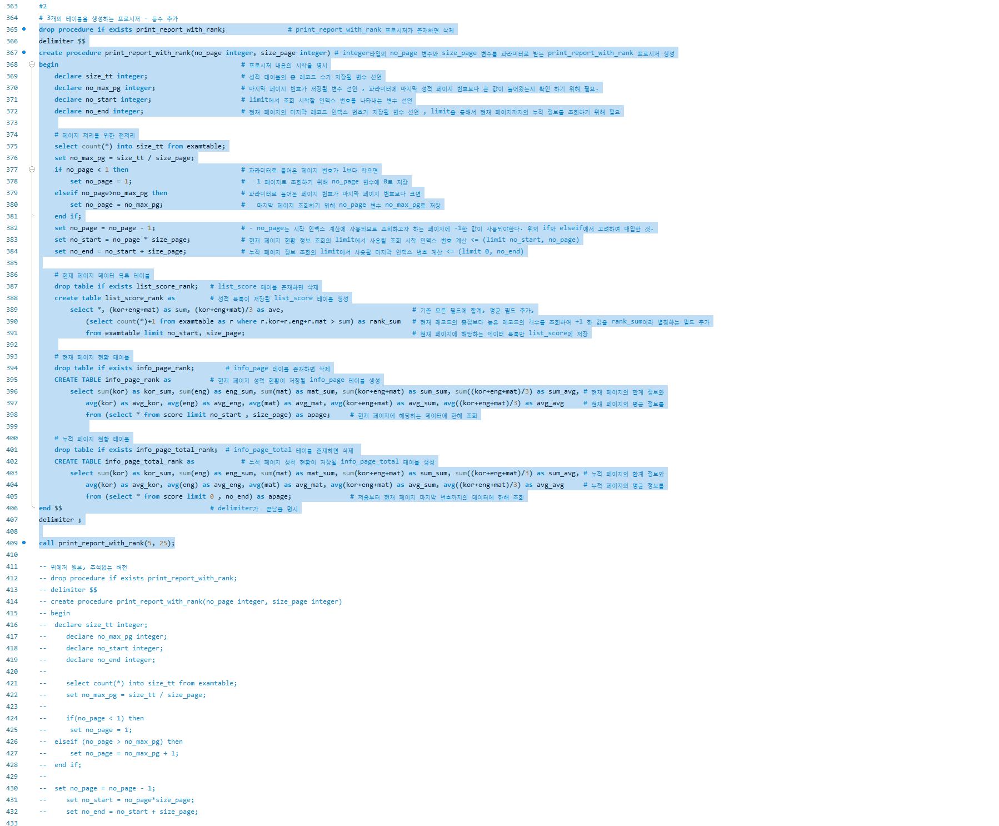 363 #2
364 # 3개의 테이블을 생성하는 프로시저 - 등수 추가
365 drop procedure if exists print_report_with_rank; # print_report_with_rank 프로시저가 존재하면 삭제
366 delimiter $$
367 create procedure print_report_with_rank(no_page integer, size_page integer) # integer타입의 no_page 변수와 size_page 변수를 파라미터로 받는 print_report_with_rank 프로시저 생성
368 begin # 프로시저 내용의 시작을 명시
369 declare size_tt integer; # 성적 테이블의 총 레코드 수가 저장될 변수 선언
370 declare no_max_pg integer; # 마지막 페이지 번호가 저장될 변수 선언 , 파라미터에 마지막 성적 페이지 번호보다 큰 값이 들어왔는지 확인 하기 위해 필요.
371 declare no_start integer; # limit에서 조회 시작할 인덱스 번호를 나타내는 변수 선언
372 declare no_end integer; # 현재 페이지의 마지막 레코드 인덱스 번호가 저장될 변수 선언 , limit을 통해서 현재 페이지까지의 누적 정보를 조회하기 위해 필요
373
374 # 페이지 처리를 위한 전처리
375 select count(*) into size_tt from examtable;
376 set no_max_pg = size_tt / size_page;
377 if no_page < 1 then # 파라미터로 들어온 페이지 번호가 1보다 작으면
378 set no_page = 1; # 1 페이지로 조회하기 위해 no_page 변수에 0로 저장
379 elseif no_page>no_max_pg then # 파라미터로 들어온 페이지 번호가 마지막 페이지 번호보다 크면
380 set no_page = no_max_pg; # 마지막 페이지 조회하기 위해 no_page 변수 no_max_pg로 저장
381 end if;
382 set no_page = no_page - 1; # - no_page는 시작 인덱스 계산에 사용되므로 조회하고자 하는 페이지에 -1한 값이 사용되야한다. 위의 if와 elseif에서 고려하여 대입한 것.
383 set no_start = no_page * size_page; # 현재 페이지 현황 정보 조회의 limit에서 사용될 조회 시작 인덱스 번호 계산 <= (limit no_start, no_page)
384 set no_end = no_start + size_page; # 누적 페이지 정보 조회의 limit에서 사용될 마지막 인덱스 번호 계산 <= (limit 0, no_end)
385
386 # 현재 페이지 데이터 목록 테이블
387 drop table if exists list_score_rank; # list_score 테이블 존재하면 삭제
388 create table list_score_rank as # 성적 목록이 저장될 list_score 테이블 생성
389 select *, (kor+eng+mat) as sum, (kor+eng+mat)/3 as ave, # 기존 모든 필드에 합계, 평균 필드 추가,
390 (select count(*)+1 from examtable as r where r.kor+r.eng+r.mat > sum) as rank_sum # 현재 래코드의 총점보다 높은 레코드의 개수를 조회하여 +1 한 값을 rank_sum이라 별칭하는 필드 추가
391 from examtable limit no_start, size_page; # 현재 페이지에 해당하는 데이터 목록만 list_score에 저장
392
393 # 현재 페이지 현황 테이블
394 drop table if exists info_page_rank; # info_page 테이블 존재하면 삭제
395 CREATE TABLE info_page_rank as # 현재 페이지 성적 현황이 저장될 info_page 테이블 생성
396 select sum(kor) as kor_sum, sum(eng) as eng_sum, sum(mat) as mat_sum, sum(kor+eng+mat) as sum_sum, sum((kor+eng+mat)/3) as sum_avg, # 현재 페이지의 합계 정보와
397 avg(kor) as avg_kor, avg(eng) as avg_eng, avg(mat) as avg_mat, avg(kor+eng+mat) as avg_sum, avg((kor+eng+mat)/3) as avg_avg # 현재 페이지의 평균 정보를
398 from (select * from score limit no_start , size_page) as apage; # 현재 페이지에 해당하는 데이터에 한해 조회
399
400 # 누적 페이지 현황 테이블
401 drop table if exists info_page_total_rank; # info_page_total 테이블 존재하면 삭제
402 CREATE TABLE info_page_total_rank as # 누적 페이지 성적 현황이 저장될 info_page_total 테이블 생성
403 select sum(kor) as kor_sum, sum(eng) as eng_sum, sum(mat) as mat_sum, sum(kor+eng+mat) as sum_sum, sum((kor+eng+mat)/3) as sum_avg, # 누적 페이지의 합계 정보와
404 avg(kor) as avg_kor, avg(eng) as avg_eng, avg(mat) as avg_mat, avg(kor+eng+mat) as avg_sum, avg((kor+eng+mat)/3) as avg_avg # 누적 페이지의 평균 정보를
405 from (select * from score limit 0 , no_end) as apage; # 처음부터 현재 페이지 마지막 번호까지의 데이터에 한해 조회
406 end $$ # delimiter가 끝남을 명시
407 delimiter ;
408
409 call print_report_with_rank(5, 25);
410
411 -- 위에꺼 원본, 주석없는 버전
412 -- drop procedure if exists print_report_with_rank;
413 -- delimiter $$
414 -- create procedure print_report_with_rank(no_page integer, size_page integer)
415 -- begin
416 -- declare size_tt integer;
417 -- declare no_max_pg integer;
418 -- declare no_start integer;
419 -- declare no_end integer;
420 --
421 -- select count(*) into size_tt from examtable;
422 -- set no_max_pg = size_tt / size_page;
423 --
424 -- if(no_page < 1) then
425 -- set no_page = 1;
426 -- elseif (no_page > no_max_pg) then
427 -- set no_page = no_max_pg + 1;
428 -- end if;
429 --
430 -- set no_page = no_page - 1;
431 -- set no_start = no_page*size_page;
432 -- set no_end = no_start + size_page;
433